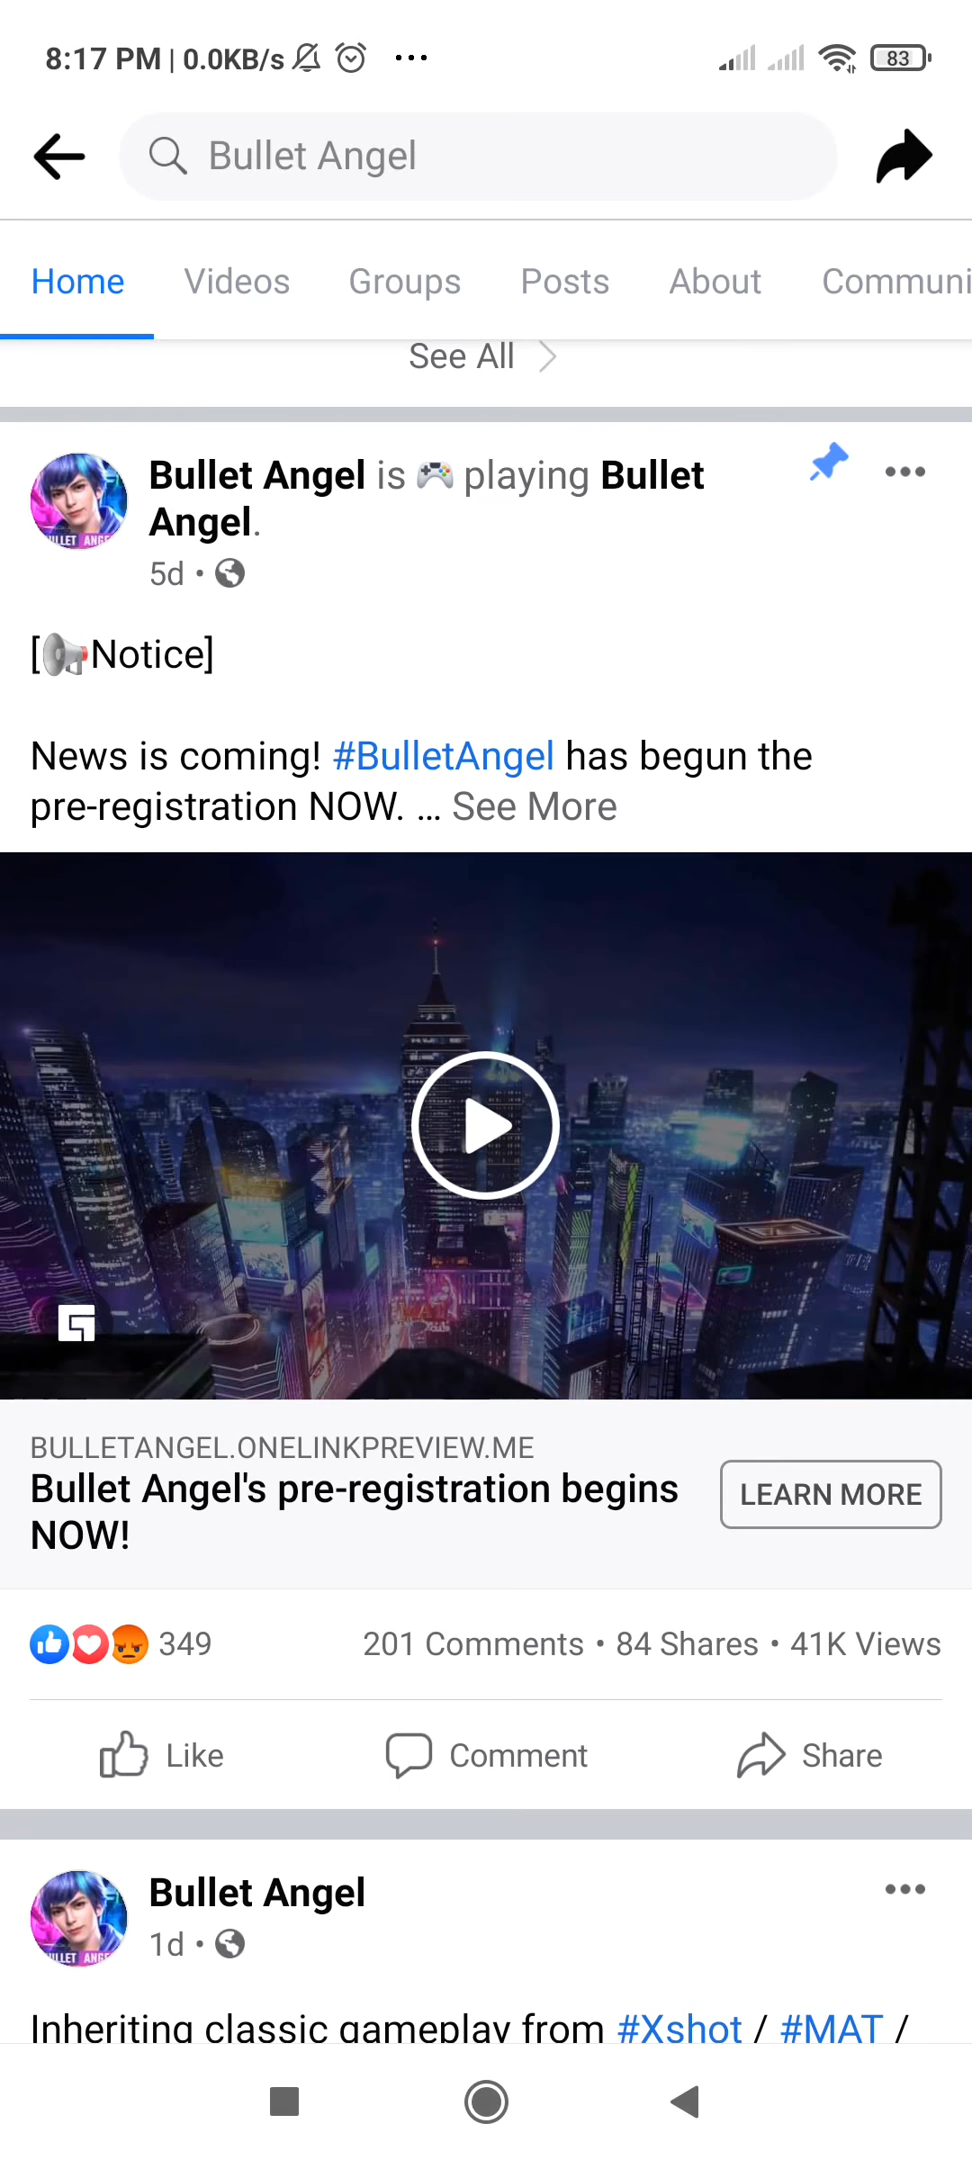 8:17 PM | 0.0KB/s ... 83
Bullet Angel
Home Videos Groups Posts About Communi
See All
Bullet Angel is 🎮 playing Bullet
Angel.
5d •
[📢Notice]
News is coming! #BulletAngel has begun the
pre-registration NOW. ... See More
BULLETANGEL.ONELINKPREVIEW.ME
Bullet Angel's pre-registration begins
NOW!
LEARN MORE
349 201 Comments • 84 Shares • 41K Views
Like Comment Share
Bullet Angel
1d •
Inheriting classic gameplay from #Xshot / #MAT /